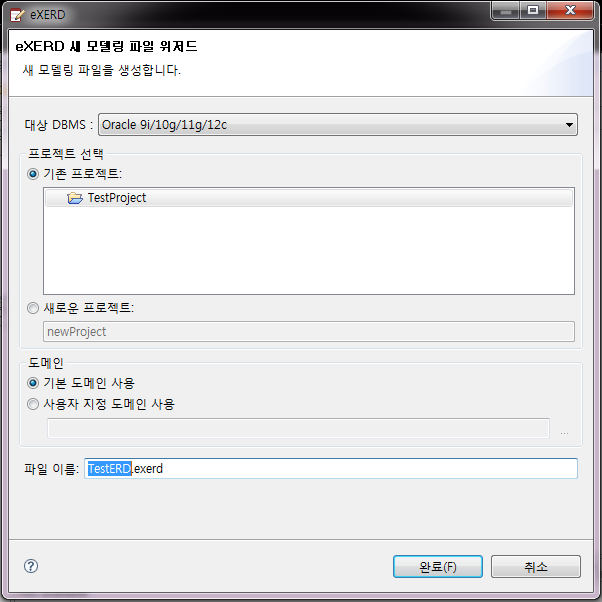 eXERD
eXERD 새 모델링 파일 위저드
새 모델링 파일을 생성합니다.
대상 DBMS : Oracle 9i/10g/11g/12c
프로젝트 선택
기존 프로젝트:
TestProject
새로운 프로젝트:
newProject
도메인
기본 도메인 사용
사용자 지정 도메인 사용
...
파일 이름: TestERD.exerd
?
완료(F) 취소